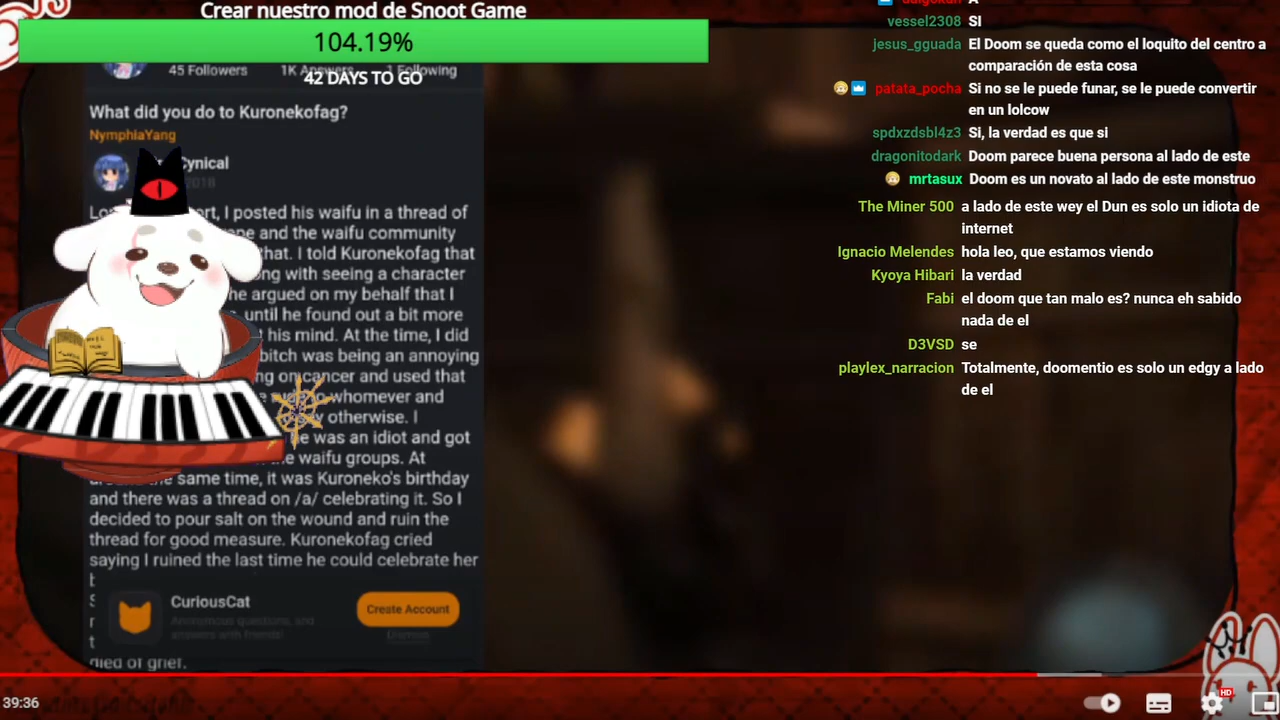 Crear nuestro mod de Snoot Game
104.19%
42 DAYS TO GO
45 Followers 1K Answers Following
What did you do to Kuronekofag?
NymphiaYang
Cynical
2018
I posted his waifu in a thread of
and the waifu community
that. I told Kuronekofag that
with seeing a character
he argued on my behalf that I
until he found out a bit more
his mind. At the time, I did
bitch was being an annoying
on cancer and used that
whomever and
otherwise. I
he was an idiot and got
the waifu groups. At
the same time, it was Kuroneko's birthday
and there was a thread on /a/ celebrating it. So I
decided to pour salt on the wound and ruin the
thread for good measure. Kuronekofag cried
saying I ruined the last time he could celebrate her
died of grief.
CuriousCat
Anonymous questions, and
answers with friends!
Create Account
Dismiss
A
vessel2308 SI
jesus_gguada El Doom se queda como el loquito del centro a
comparación de esta cosa
patata_pocha Si no se le puede funar, se le puede convertir
en un lolcow
spdxzdsbl4z3 Si, la verdad es que si
dragonitodark Doom parece buena persona al lado de este
mrtasux Doom es un novato al lado de este monstruo
The Miner 500 a lado de este wey el Dun es solo un idiota de
internet
Ignacio Melendes hola leo, que estamos viendo
Kyoya Hibari la verdad
Fabi el doom que tan malo es? nunca eh sabido
nada de el
D3VSD se
playlex_narracion Totalmente, doomentio es solo un edgy a lado
de el
39:36
HD